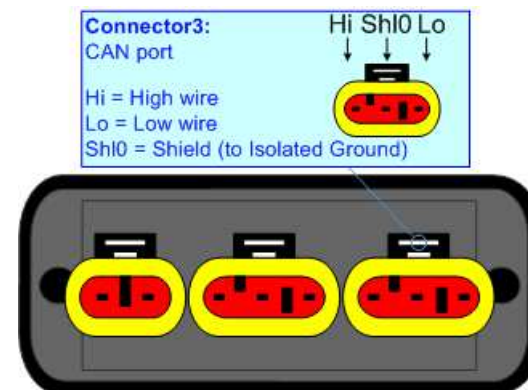 Connector3:
CAN port
Hi = High wire
Lo = Low wire
Shl0 = Shield (to Isolated Ground)
Hi Shl0 Lo